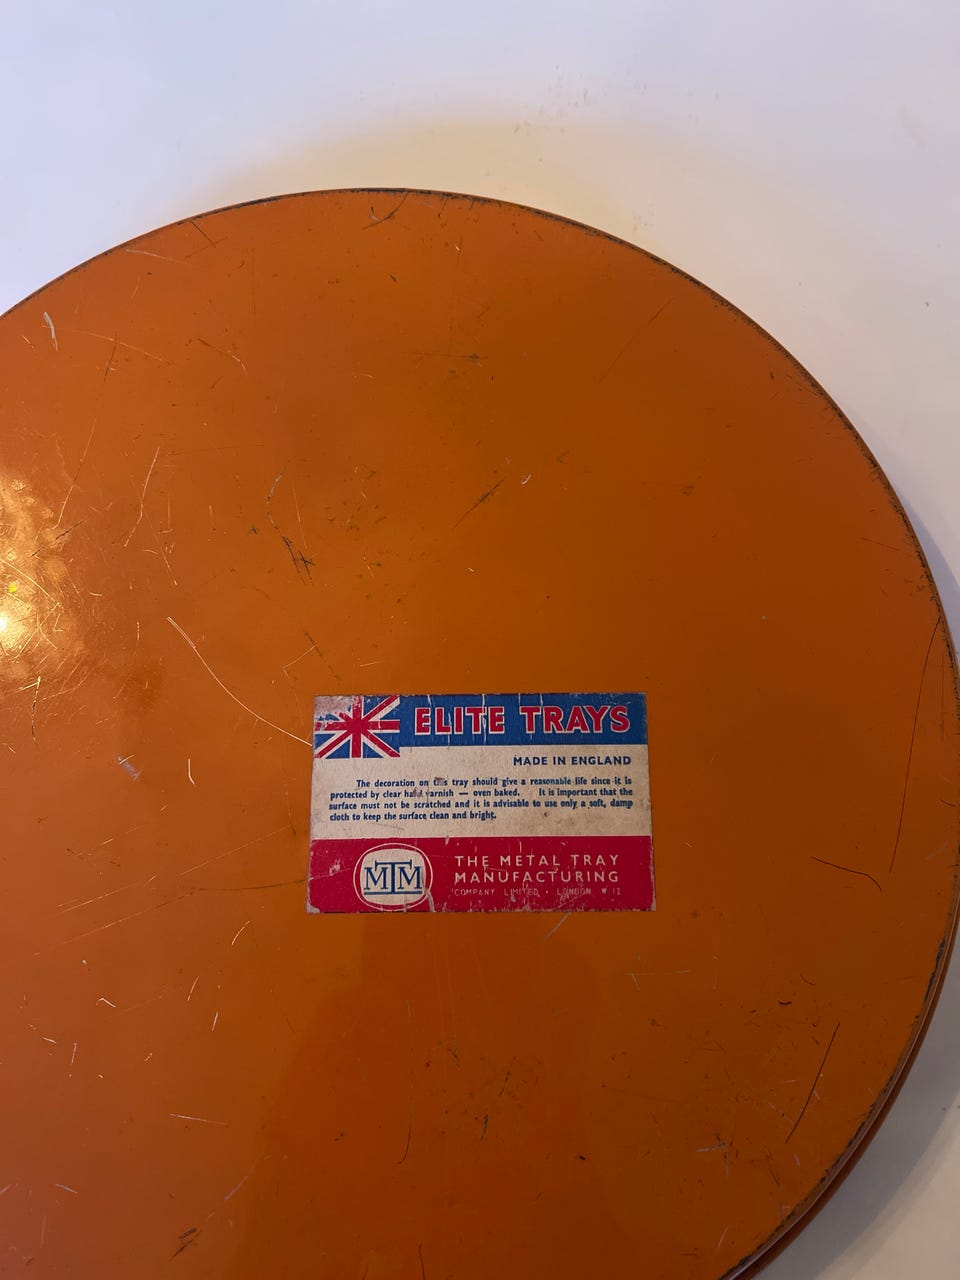 ELITE TRAYS
MADE IN ENGLAND
The decoration on this tray should give a reasonable life since it is
protected by clear hard varnish — oven baked. It is important that the
surface must not be scratched and it is advisable to use only a soft, damp
cloth to keep the surface clean and bright.
MTM
THE METAL TRAY
MANUFACTURING
COMPANY LIMITED · LONDON W 12